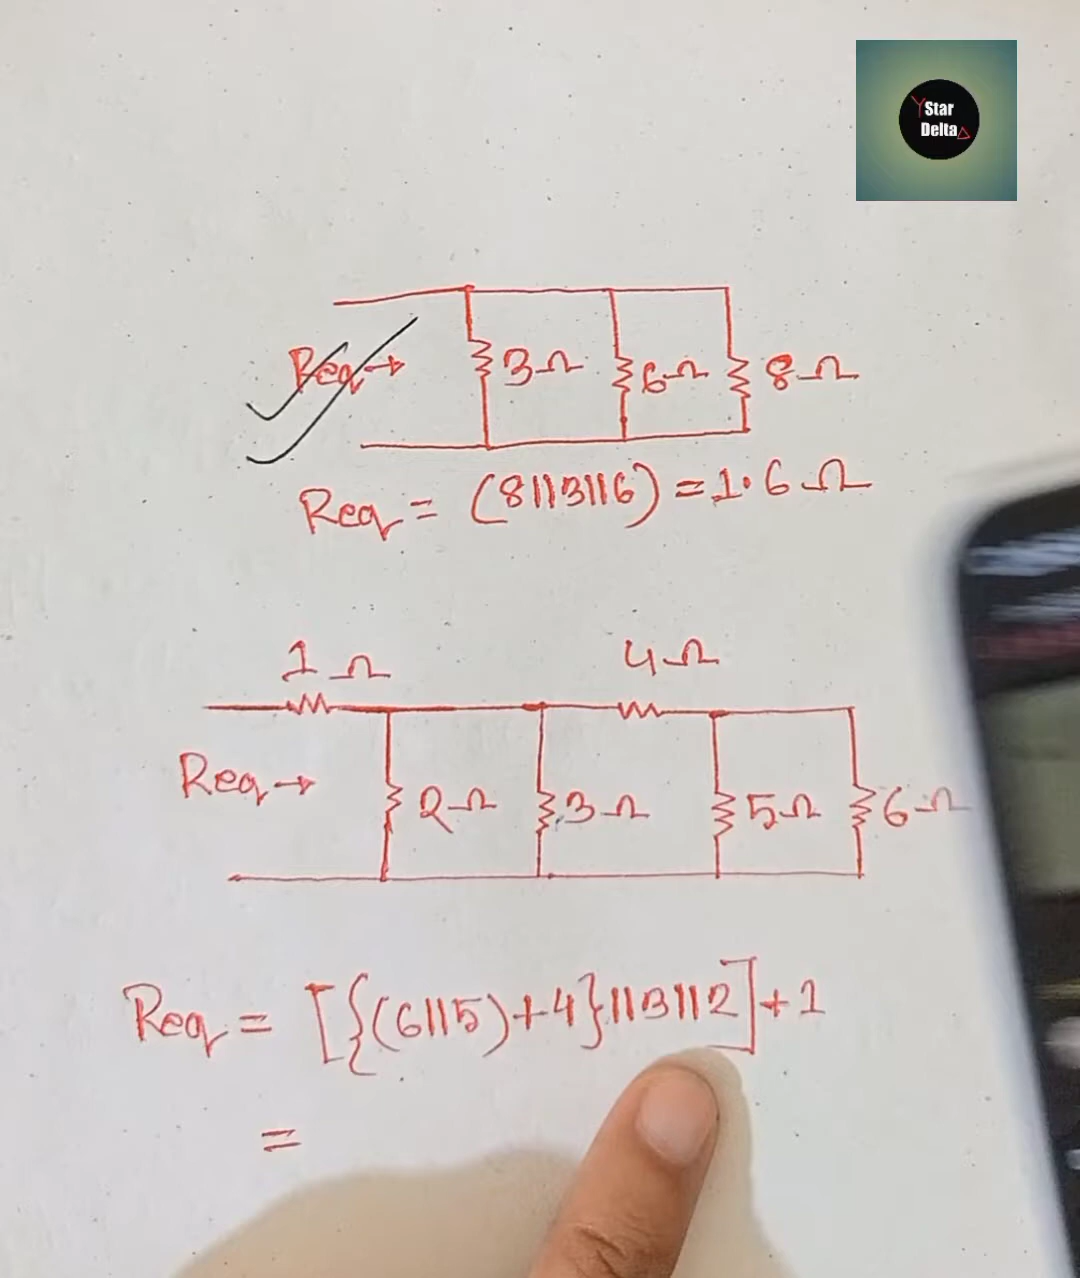 Star
Delta
Req→
3Ω
6Ω
8Ω
Req = (8||3||6) = 1.6Ω
1Ω
4Ω
Req→
2Ω
3Ω
5Ω
6Ω
Req = [{(6||5)+4}||3||2]+1
=